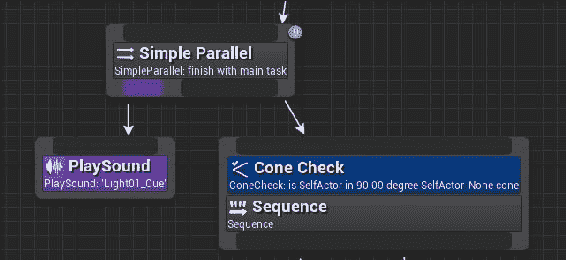 Simple Parallel
SimpleParallel: finish with main task
PlaySound
PlaySound: 'Light01_Cue'
Cone Check
ConeCheck: is SelfActor in 90.00 degree SelfActor-None cone
Sequence
Sequence